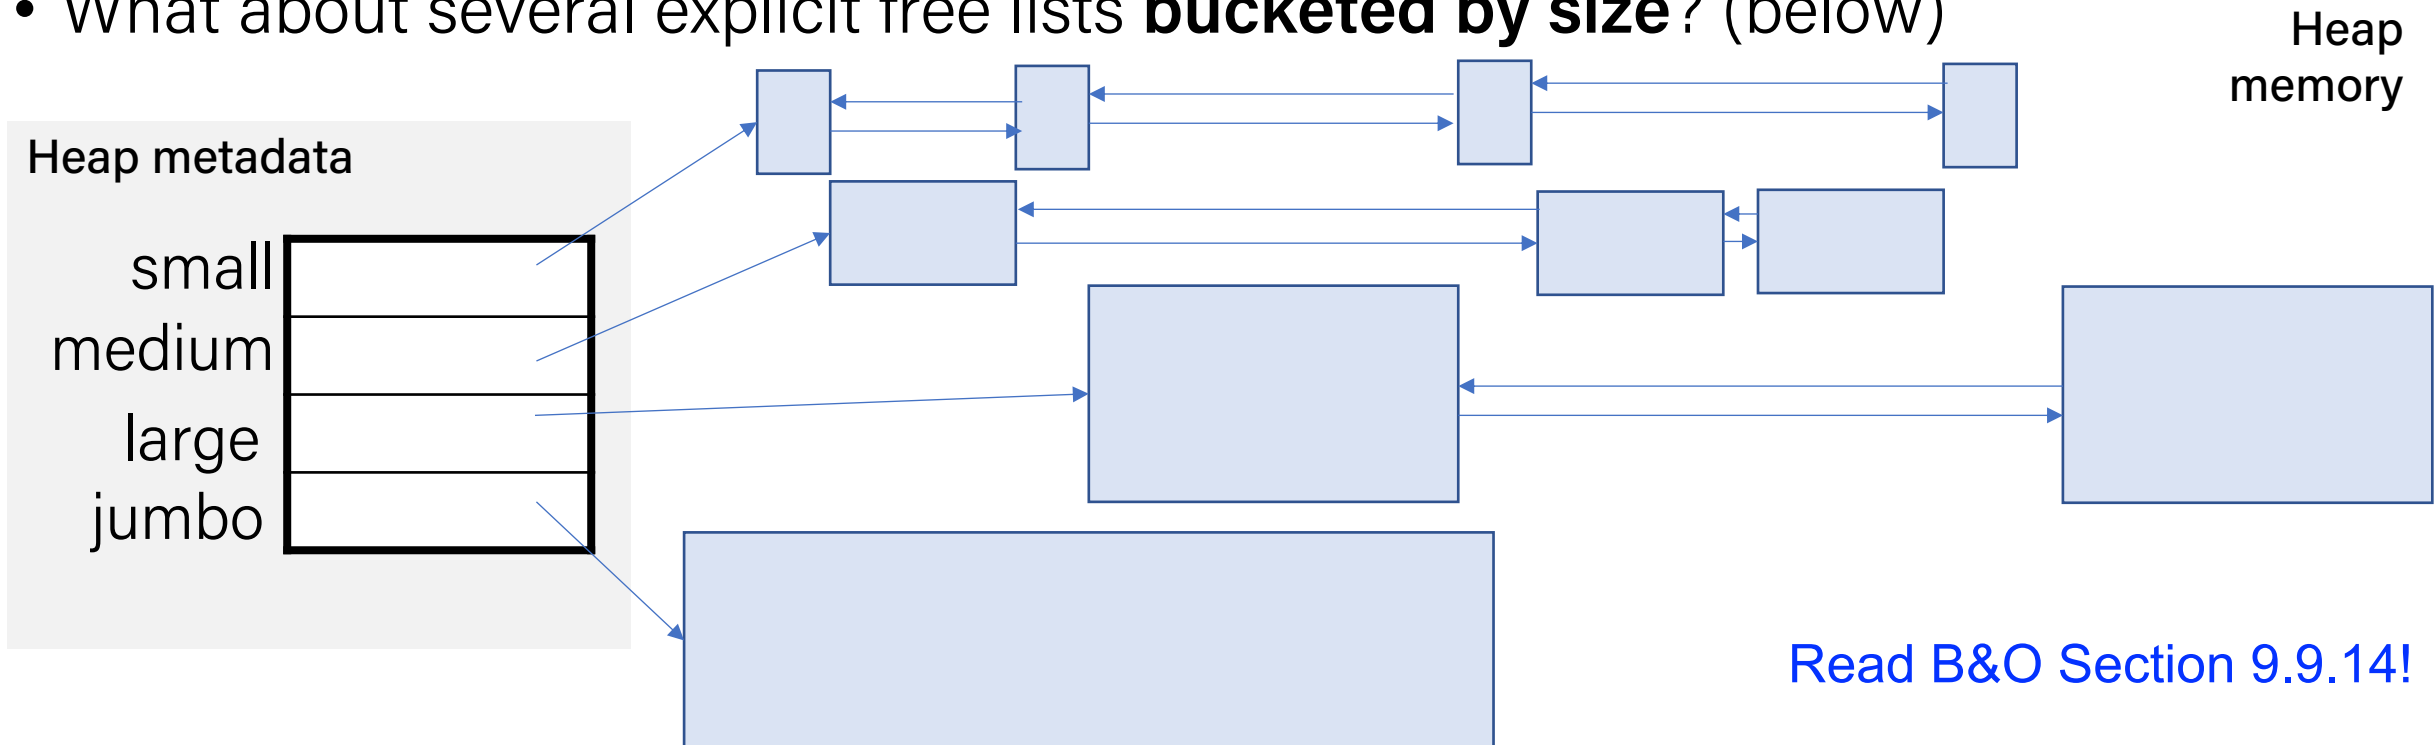 • What about several explicit free lists bucketed by size? (below)
Heap
memory
Heap metadata
small
medium
large
jumbo
Read B&O Section 9.9.14!